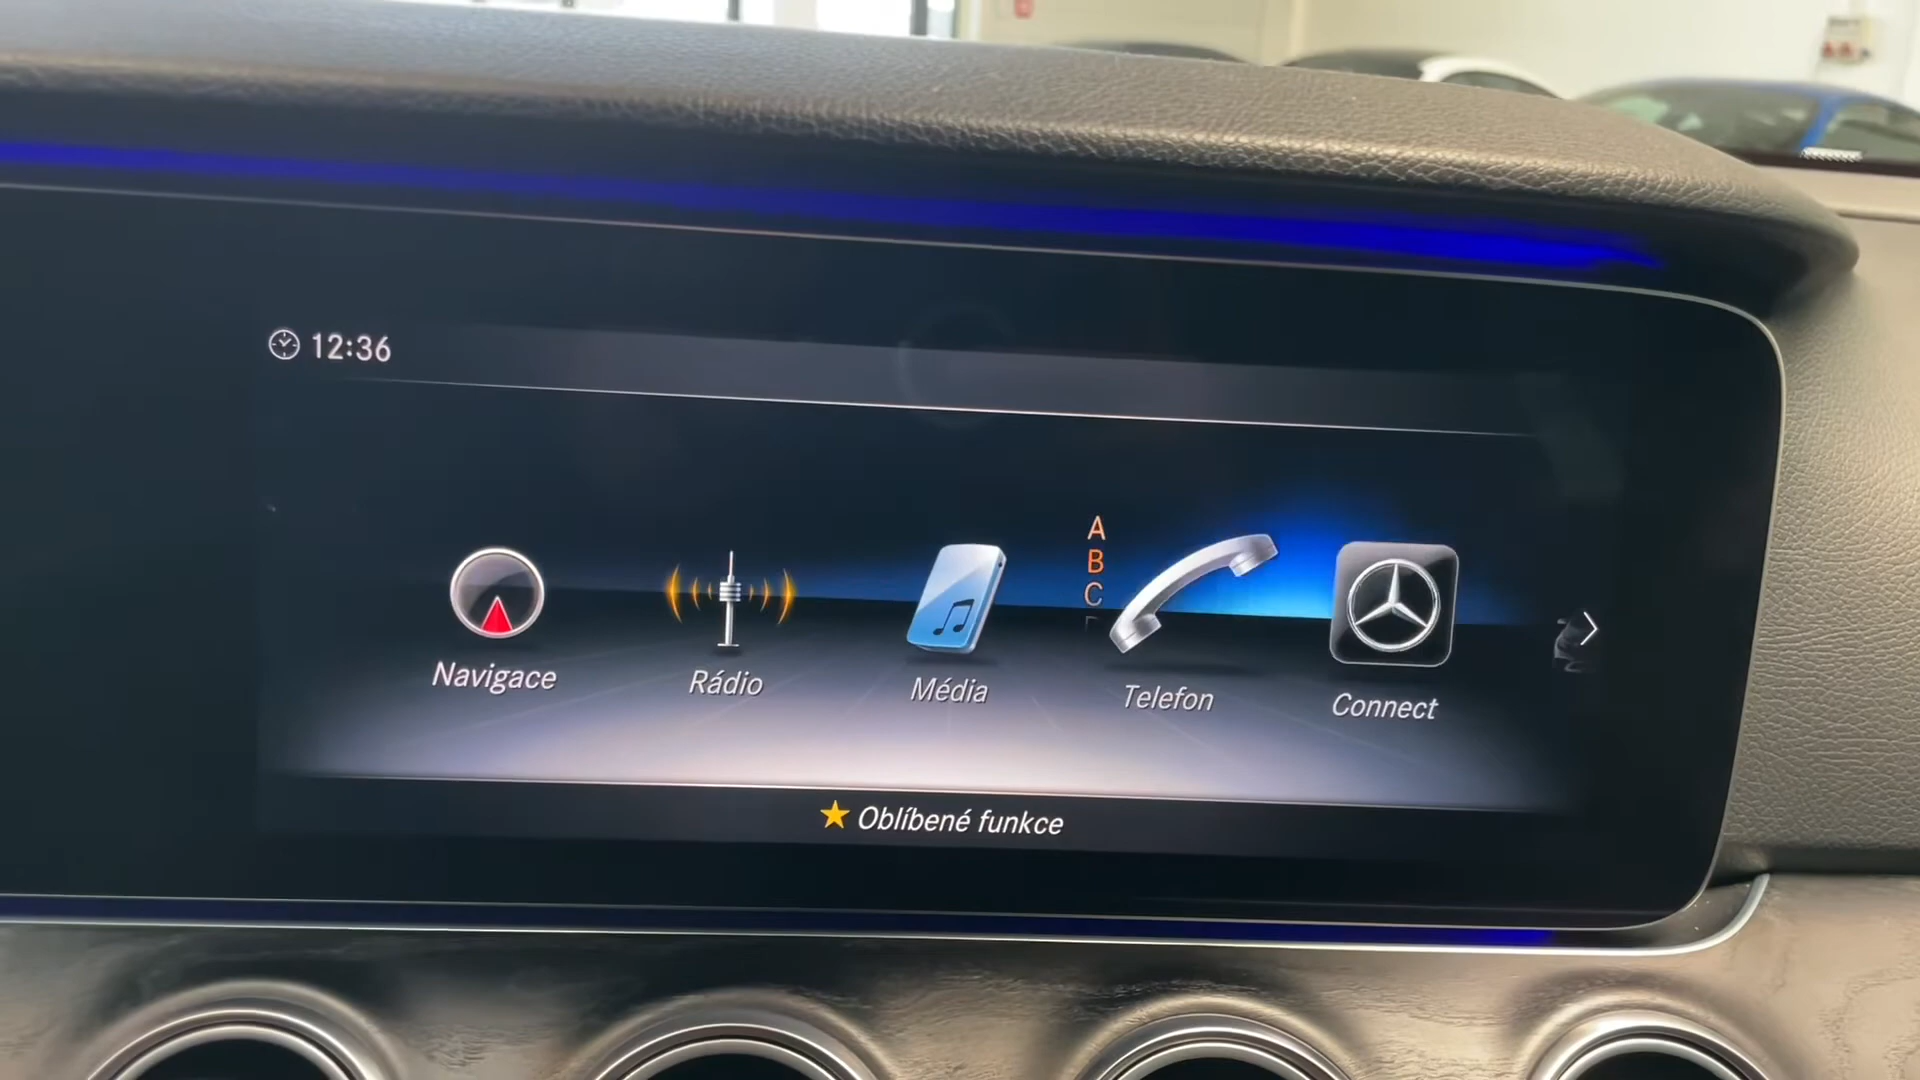 12:36
A
B
C
Navigace
Rádio
Média
Telefon
Connect
Oblíbené funkce